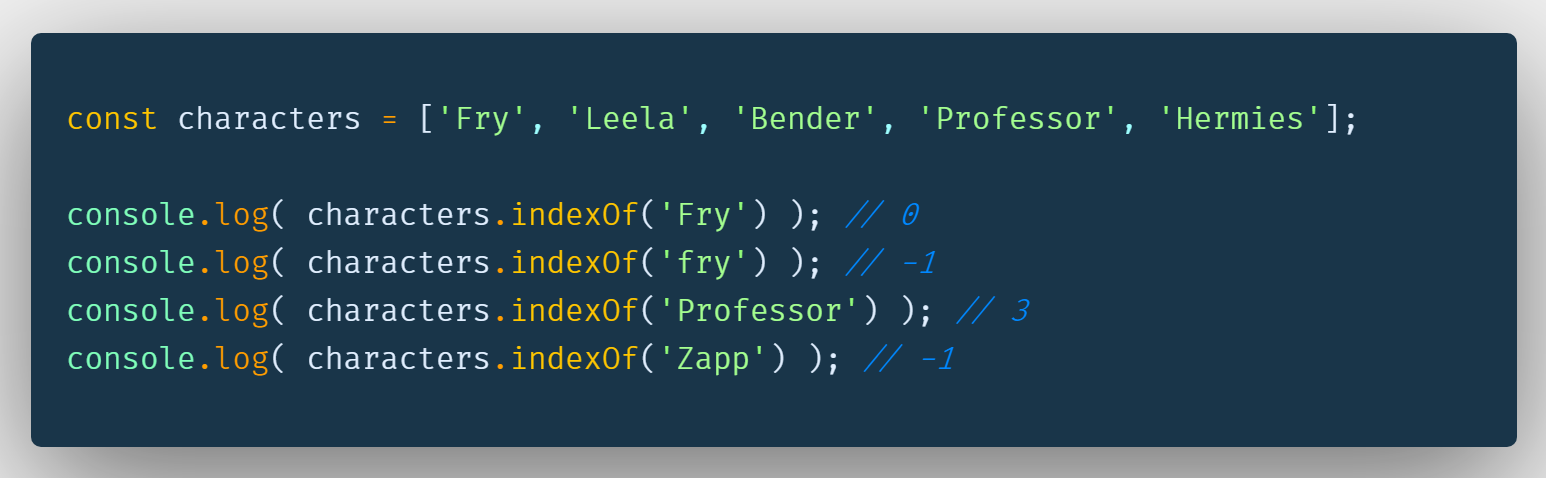 const characters = ['Fry', 'Leela', 'Bender', 'Professor', 'Hermies'];
console.log( characters.indexOf('Fry') ); // 0
console.log( characters.indexOf('fry') ); // -1
console.log( characters.indexOf('Professor') ); // 3
console.log( characters.indexOf('Zapp') ); // -1